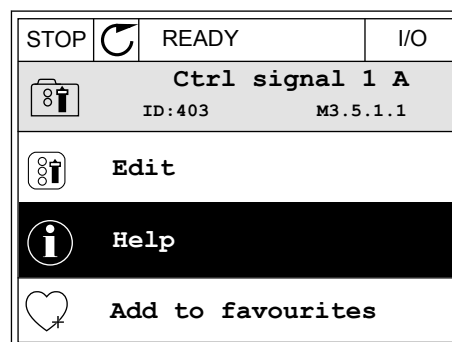 STOP READY I/O
Ctrl signal 1 A
ID:403 M3.5.1.1
Edit
Help
Add to favourites